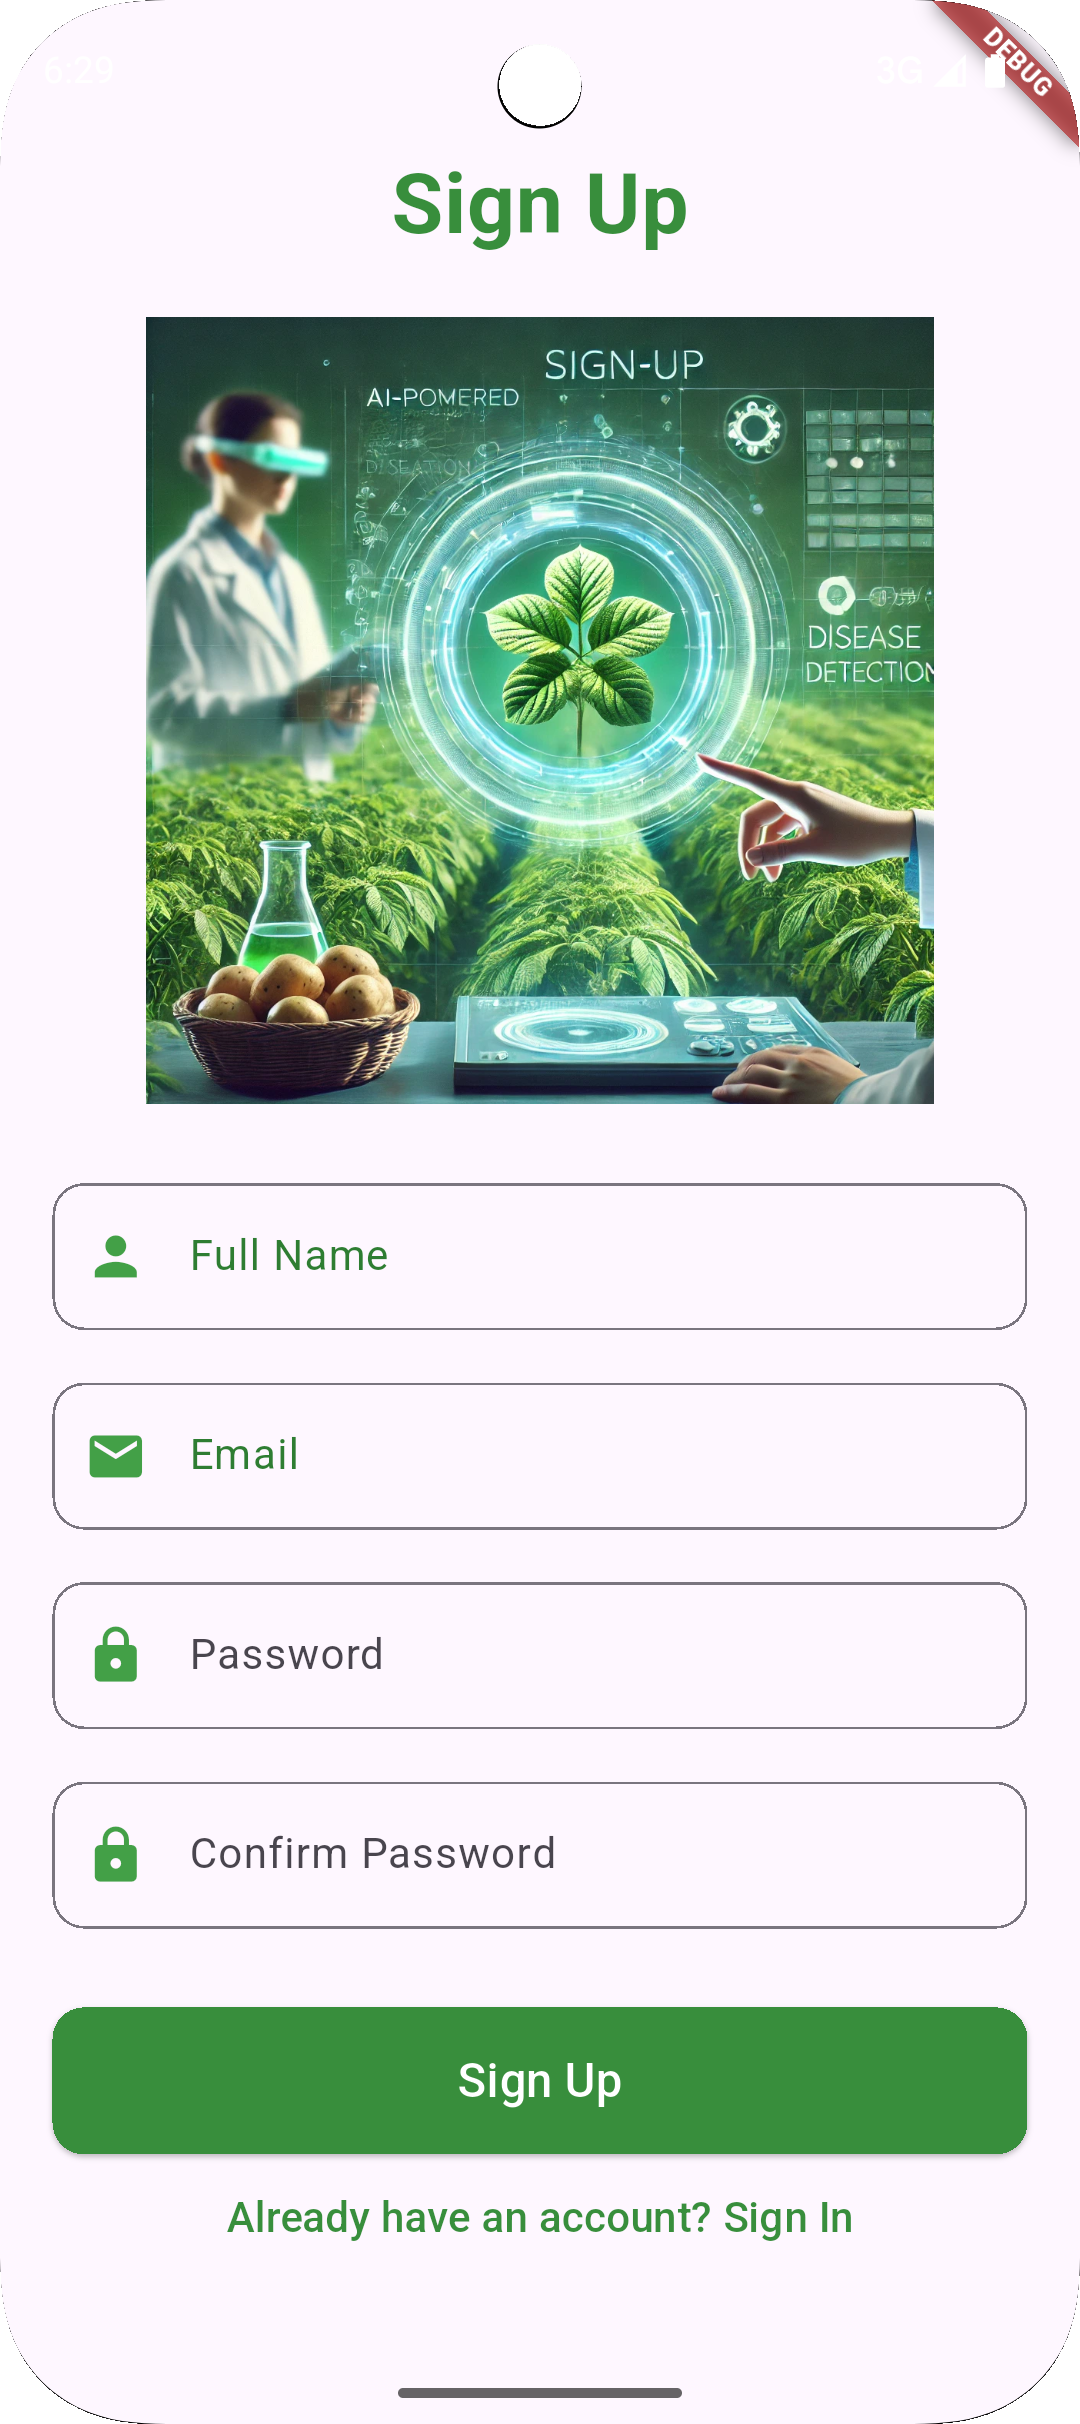 6:29
3G
DEBUG
Sign Up
SIGN-UP
AI-POMERED
DISEASE
DETECTION
Full Name
Email
Password
Confirm Password
Sign Up
Already have an account? Sign In